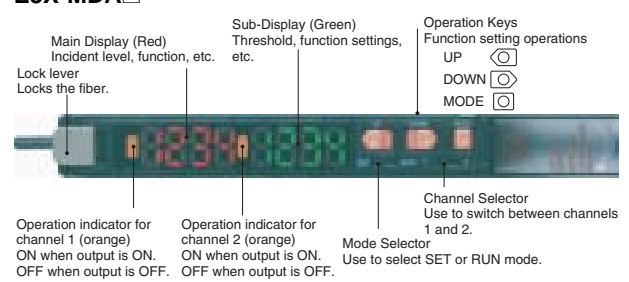 E3X-MDA□
Main Display (Red)
Incident level, function, etc.
Sub-Display (Green)
Threshold, function settings,
etc.
Operation Keys
Function setting operations
UP
DOWN
MODE
Lock lever
Locks the fiber.
1234 1234
Operation indicator for
channel 1 (orange)
ON when output is ON.
OFF when output is OFF.
Operation indicator for
channel 2 (orange)
ON when output is ON.
OFF when output is OFF.
Mode Selector
Use to select SET or RUN mode.
Channel Selector
Use to switch between channels
1 and 2.